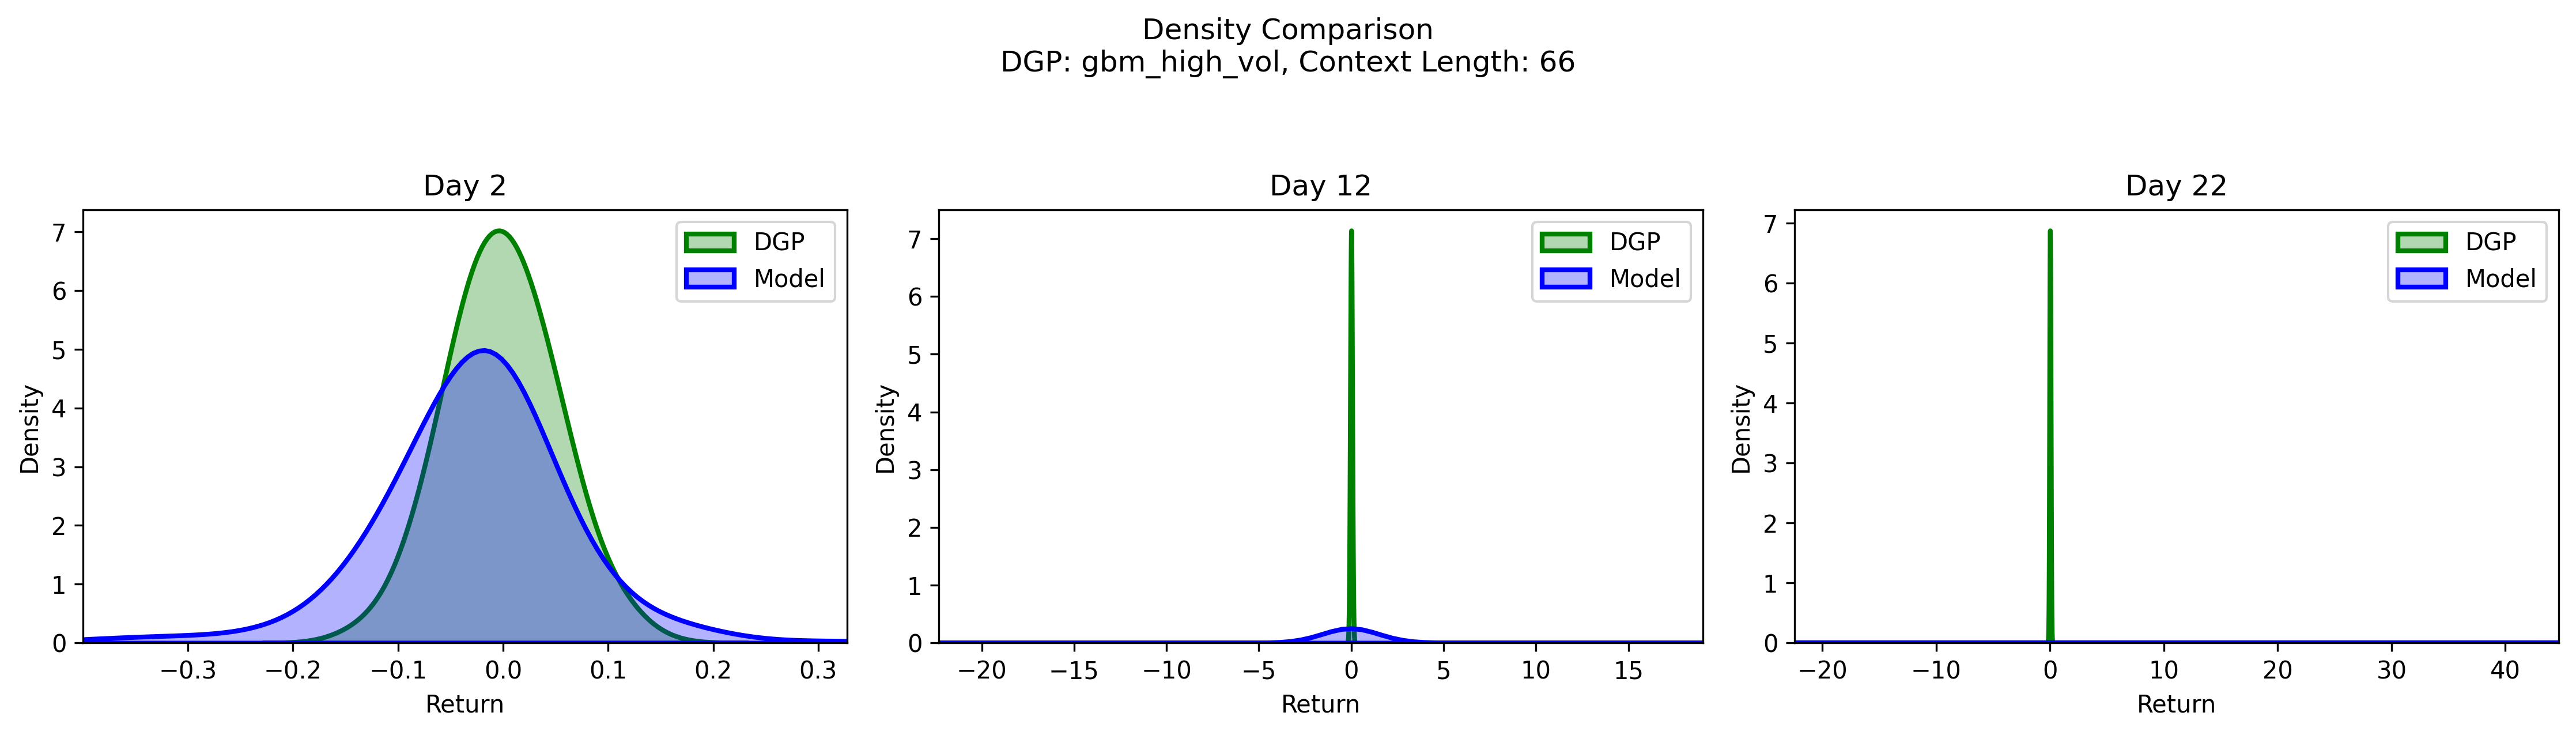 Density Comparison
DGP: gbm_high_vol, Context Length: 66
Day 2
Density
7
6
5
4
3
2
1
0
DGP
Model
−0.3 −0.2 −0.1 0.0 0.1 0.2 0.3
Return
Day 12
Density
7
6
5
4
3
2
1
0
DGP
Model
−20 −15 −10 −5 0 5 10 15
Return
Day 22
Density
7
6
5
4
3
2
1
0
DGP
Model
−20 −10 0 10 20 30 40
Return